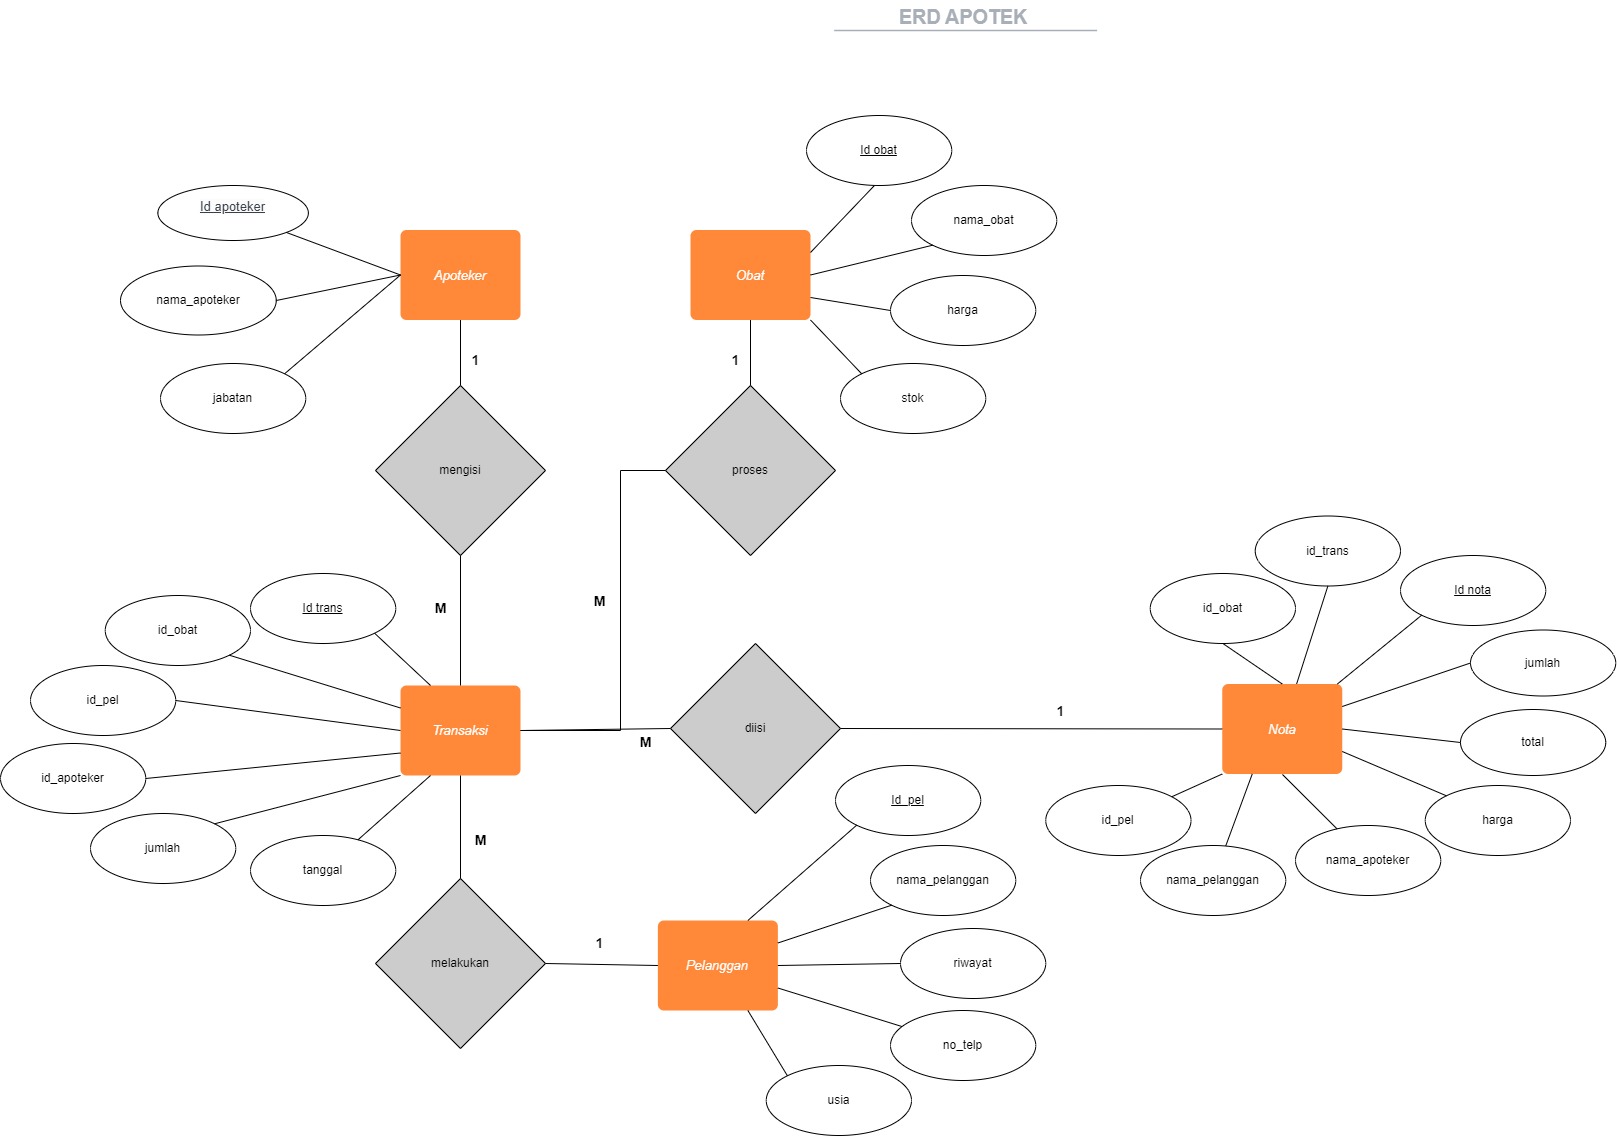 ERD APOTEK
Id obat
Id apoteker
nama_obat
Apoteker
Obat
nama_apoteker
harga
1
1
jabatan
stok
mengisi
proses
id_trans
Id nota
M
M
Id trans
id_obat
id_obat
jumlah
id_pel
Transaksi
M
diisi
1
Nota
total
id_apoteker
Id_pel
id_pel
harga
jumlah
M
tanggal
nama_pelanggan
nama_pelanggan
nama_apoteker
melakukan
1
Pelanggan
riwayat
no_telp
usia